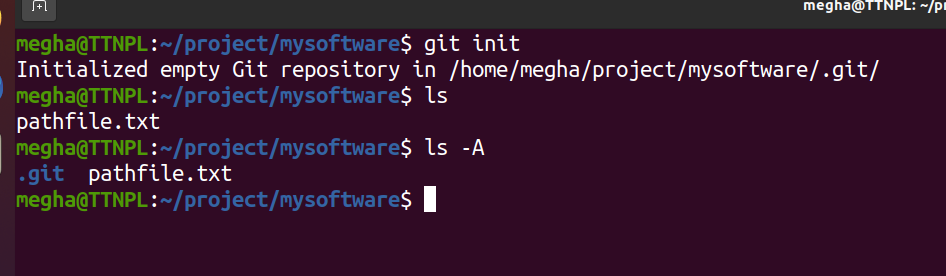 megha@TTNPL: ~/pr
megha@TTNPL:~/project/mysoftware$ git init
Initialized empty Git repository in /home/megha/project/mysoftware/.git/
megha@TTNPL:~/project/mysoftware$ ls
pathfile.txt
megha@TTNPL:~/project/mysoftware$ ls -A
.git  pathfile.txt
megha@TTNPL:~/project/mysoftware$